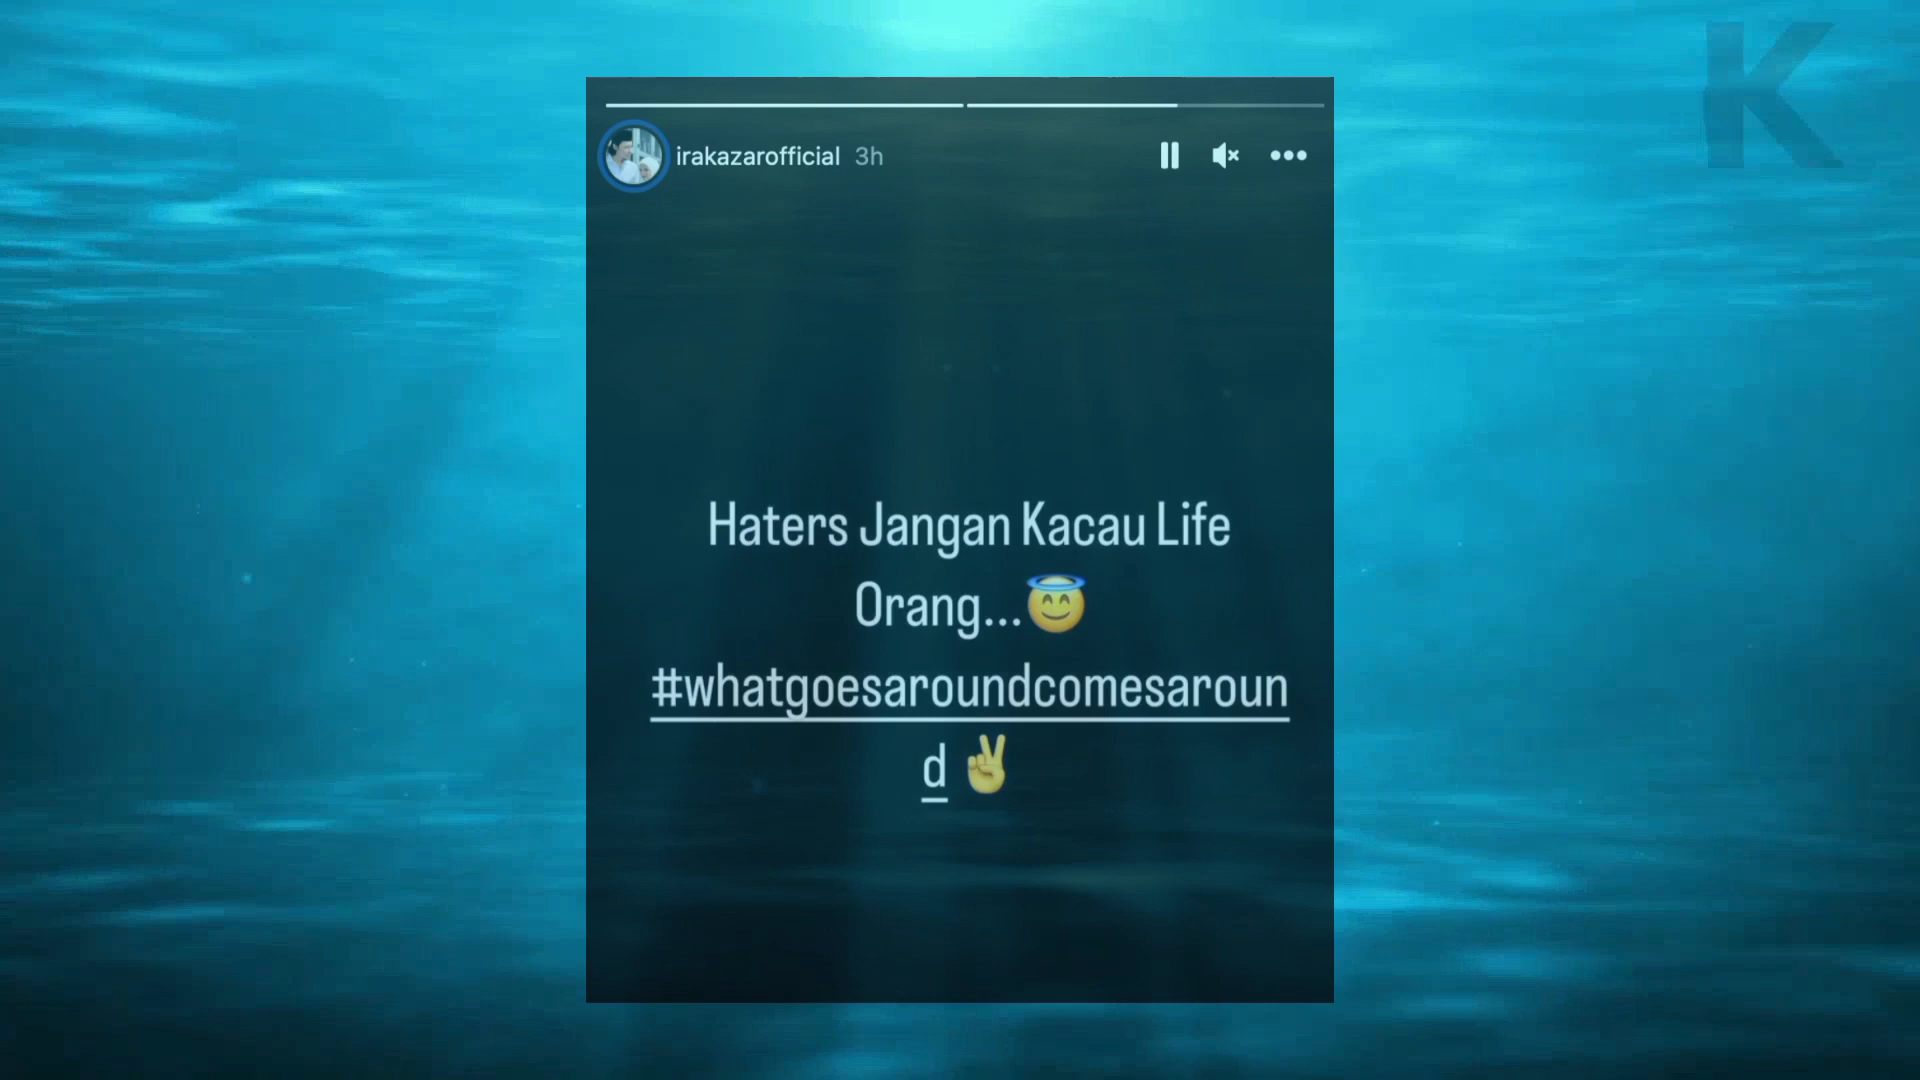 K
irakazarofficial 3h
Haters Jangan Kacau Life
Orang...😇
#whatgoesaroundcomesaroun
d ✌️